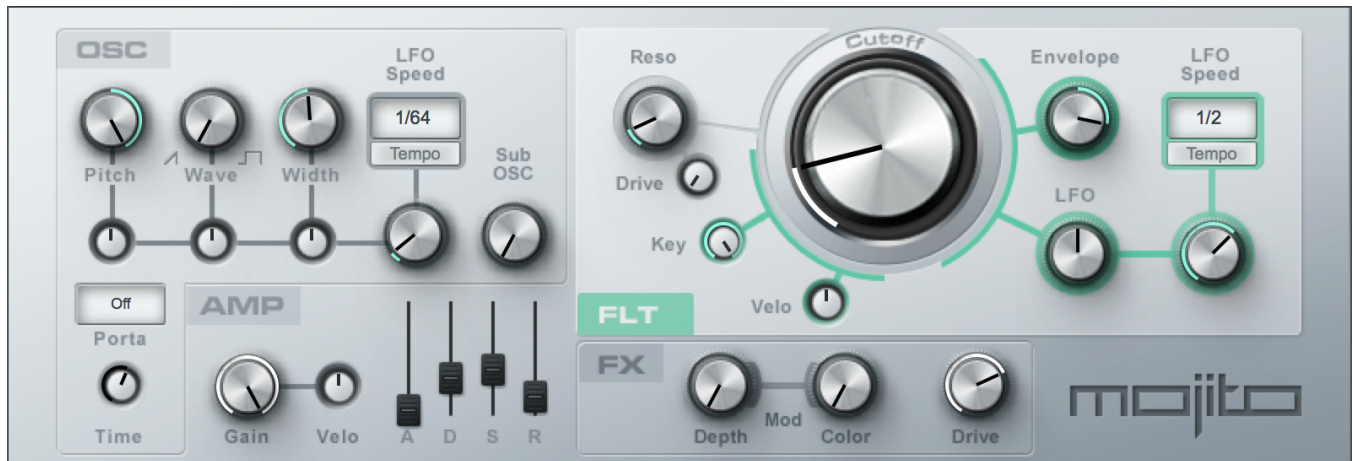 OSC
LFO
Speed
1/64
Tempo
Pitch
Wave
Width
Sub
OSC
Off
Porta
Time
AMP
Gain
Velo
A
D
S
R
Reso
Drive
Key
Velo
Cutoff
Envelope
LFO
Speed
1/2
Tempo
LFO
FLT
FX
Depth
Mod
Color
Drive
mojito